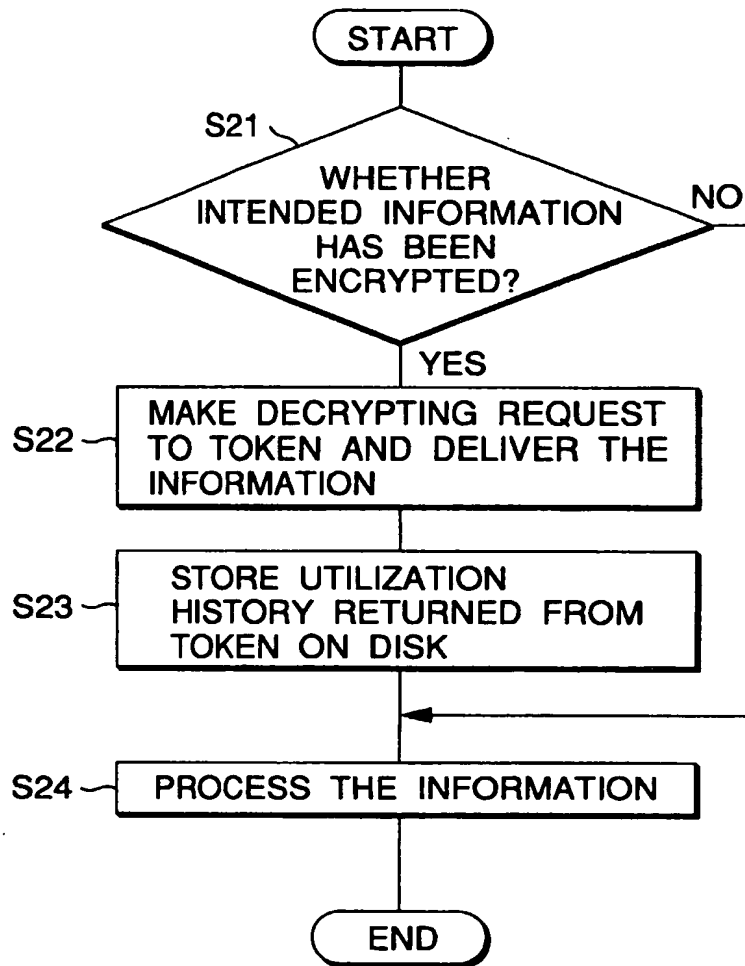 START
S21
WHETHER
INTENDED INFORMATION
HAS BEEN
ENCRYPTED?
NO
YES
S22
MAKE DECRYPTING REQUEST
TO TOKEN AND DELIVER THE
INFORMATION
S23
STORE UTILIZATION
HISTORY RETURNED FROM
TOKEN ON DISK
S24
PROCESS THE INFORMATION
END